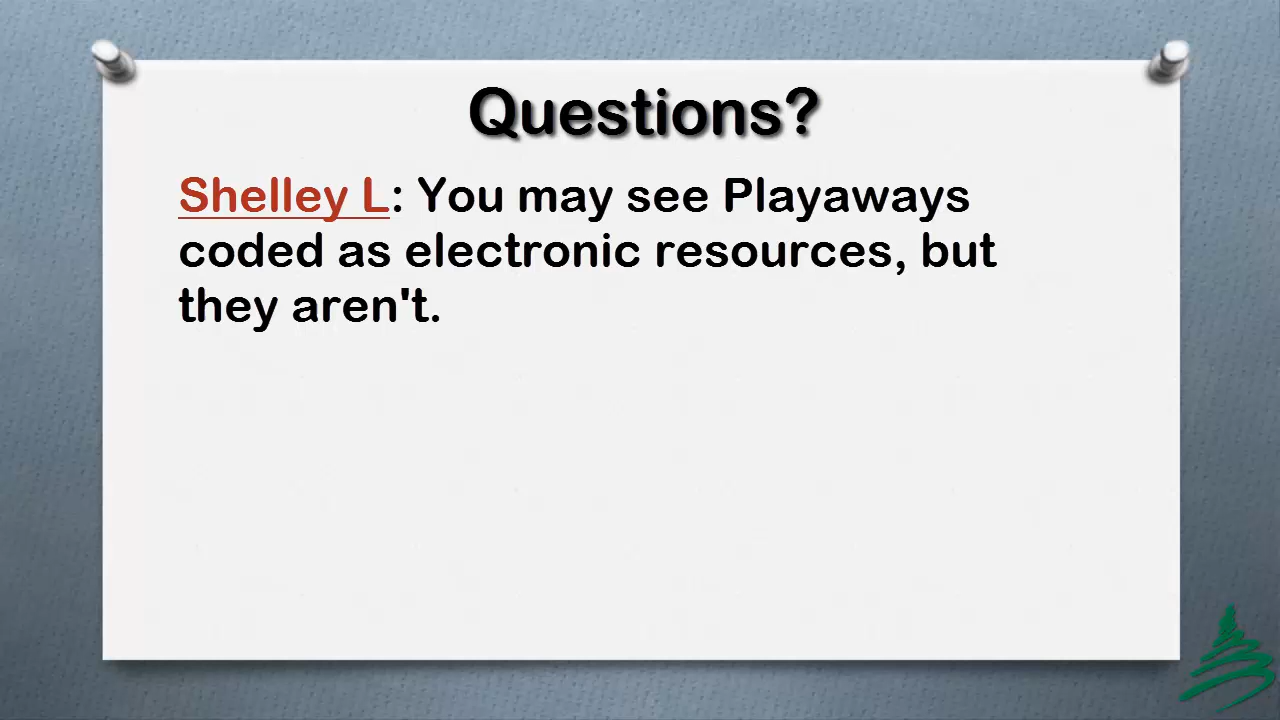 Questions?
Shelley L: You may see Playaways
coded as electronic resources, but
they aren't.